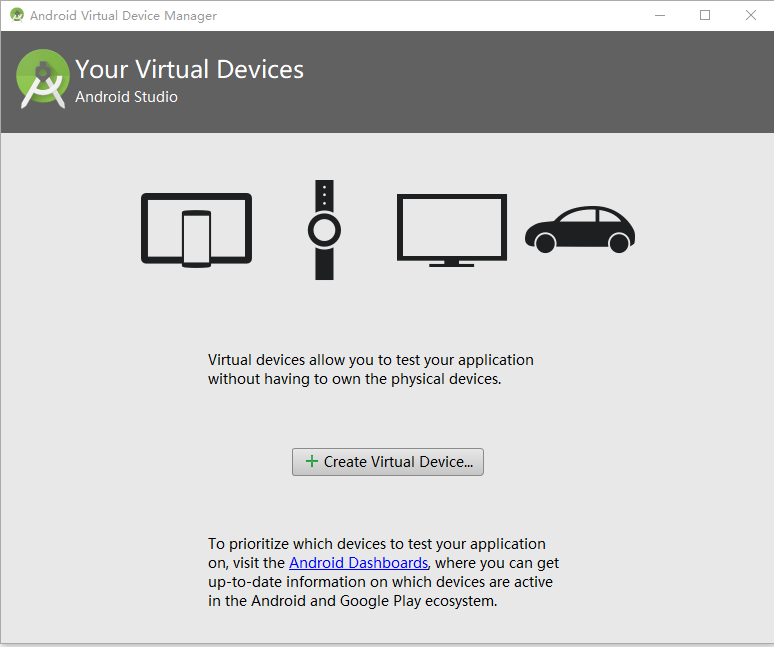 Android Virtual Device Manager
Your Virtual Devices
Android Studio
Virtual devices allow you to test your application
without having to own the physical devices.
Create Virtual Device...
To prioritize which devices to test your application
on, visit the Android Dashboards, where you can get
up-to-date information on which devices are active
in the Android and Google Play ecosystem.